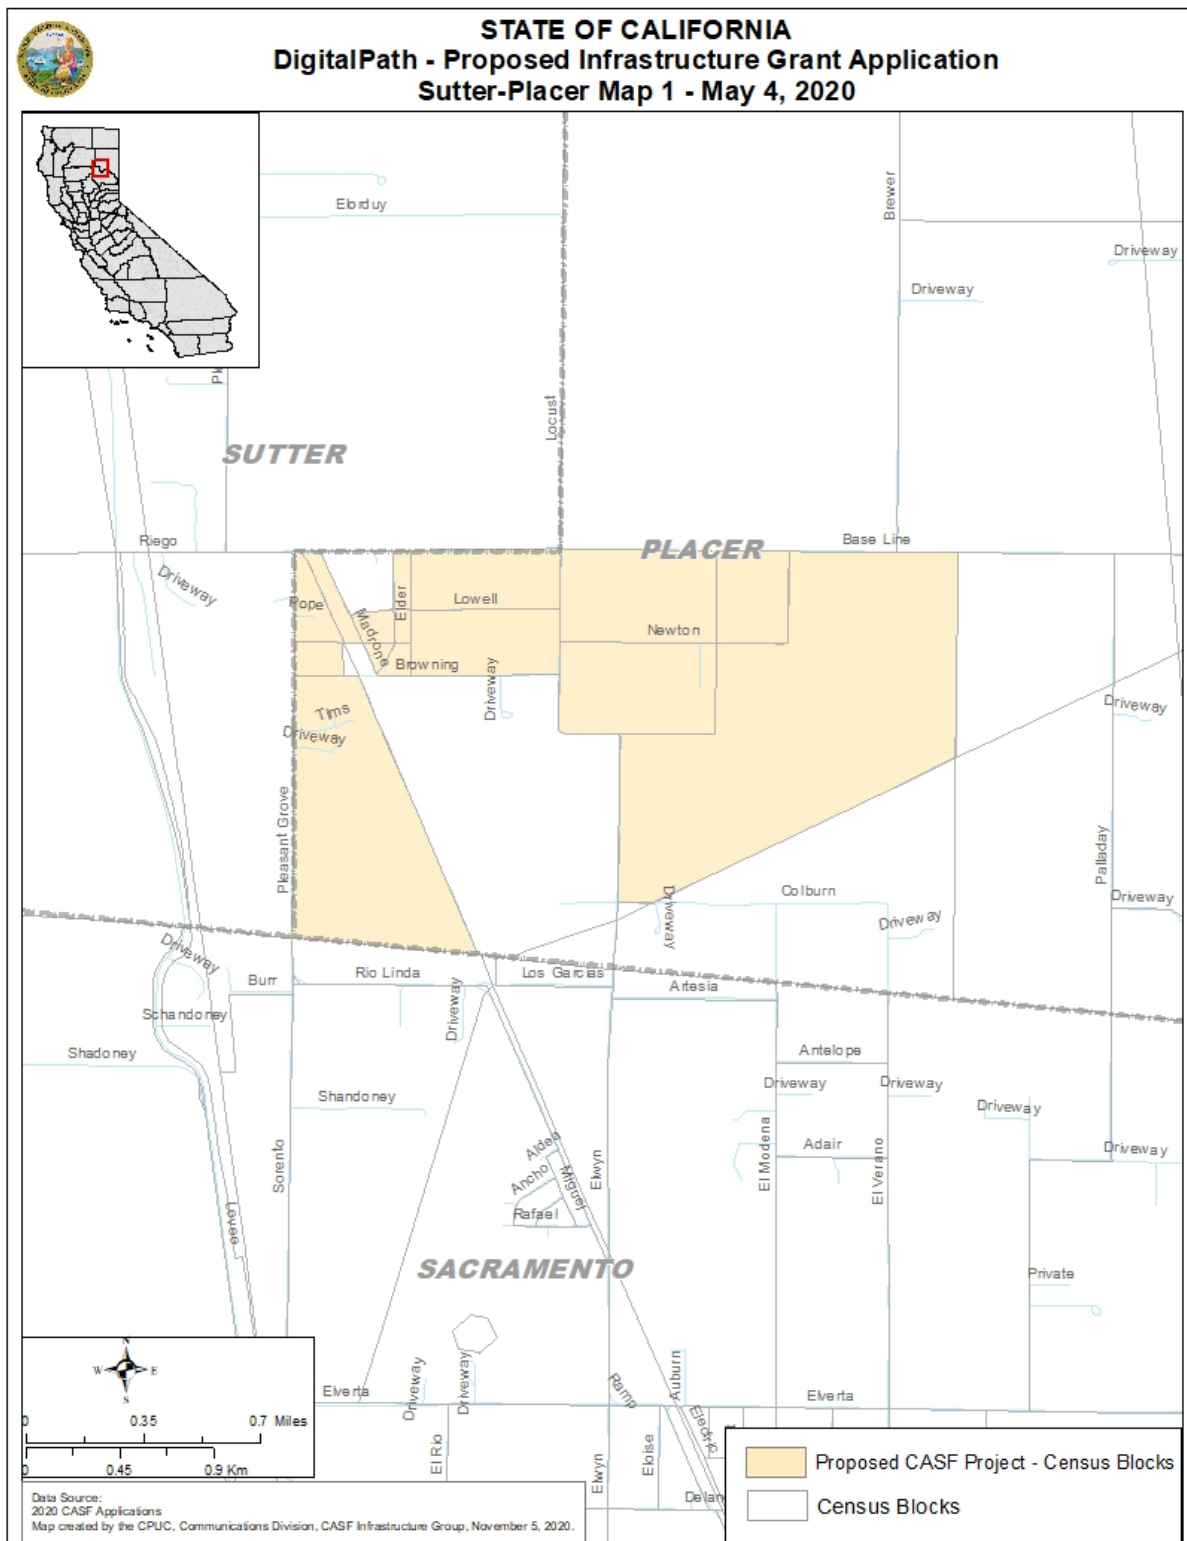 STATE OF CALIFORNIA
DigitalPath - Proposed Infrastructure Grant Application
Sutter-Placer Map 1 - May 4, 2020
Elorduy
Brewer
Driveway
Driveway
Locust
SUTTER
Riego
PLACER
Base Line
Driveway
Pope
Elder
Lowell
Madrone
Newton
Browning
Driveway
Tims
Driveway
Driveway
Pleasant Grove
Palladay
Colburn
Driveway
Driveway
Driveway
Driveway
Burr
Rio Linda
Los Garcias
Artesia
Driveway
Schandoney
Shadoney
Antelope
Driveway
Driveway
Shandoney
Driveway
Aldea
Adair
Driveway
Sorento
Ancho
Miguel
Elwyn
El Modena
El Verano
Rafael
Levee
SACRAMENTO
Private
N
W E
S
Elverta
Driveway
Driveway
Ramp
Auburn
Elverta
0 0.35 0.7 Miles
Electric
El Rio
Elwyn
Eloise
0 0.45 0.9 Km
Proposed CASF Project - Census Blocks
Census Blocks
Data Source:
2020 CASF Applications
Map created by the CPUC, Communications Division, CASF Infrastructure Group, November 5, 2020.